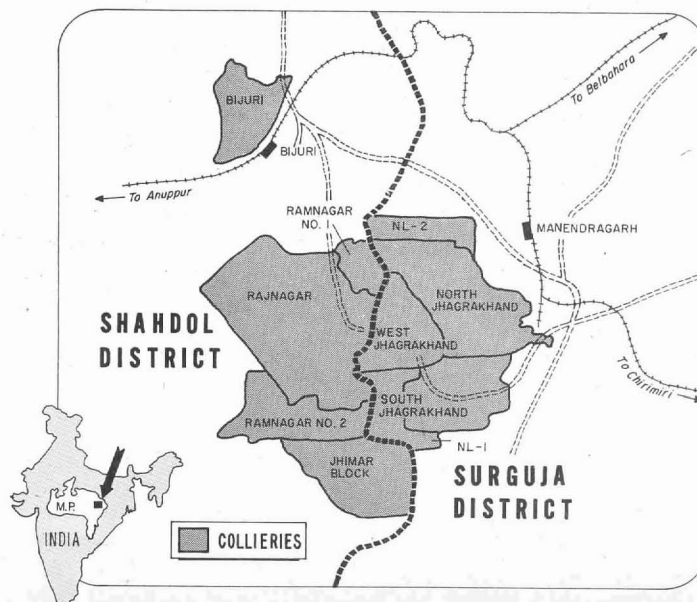 To Belbahara
BIJURI
BIJURI
To Anuppur
RAMNAGAR
NO. 1
NL-2
MANENDRAGARH
RAJNAGAR
NORTH
JHAGRAKHAND
SHAHDOL
DISTRICT
WEST
JHAGRAKHAND
To Chirimiri
SOUTH
JHAGRAKHAND
RAMNAGAR NO. 2
NL-1
JHIMAR
BLOCK
SURGUJA
DISTRICT
M.P.
INDIA
COLLIERIES